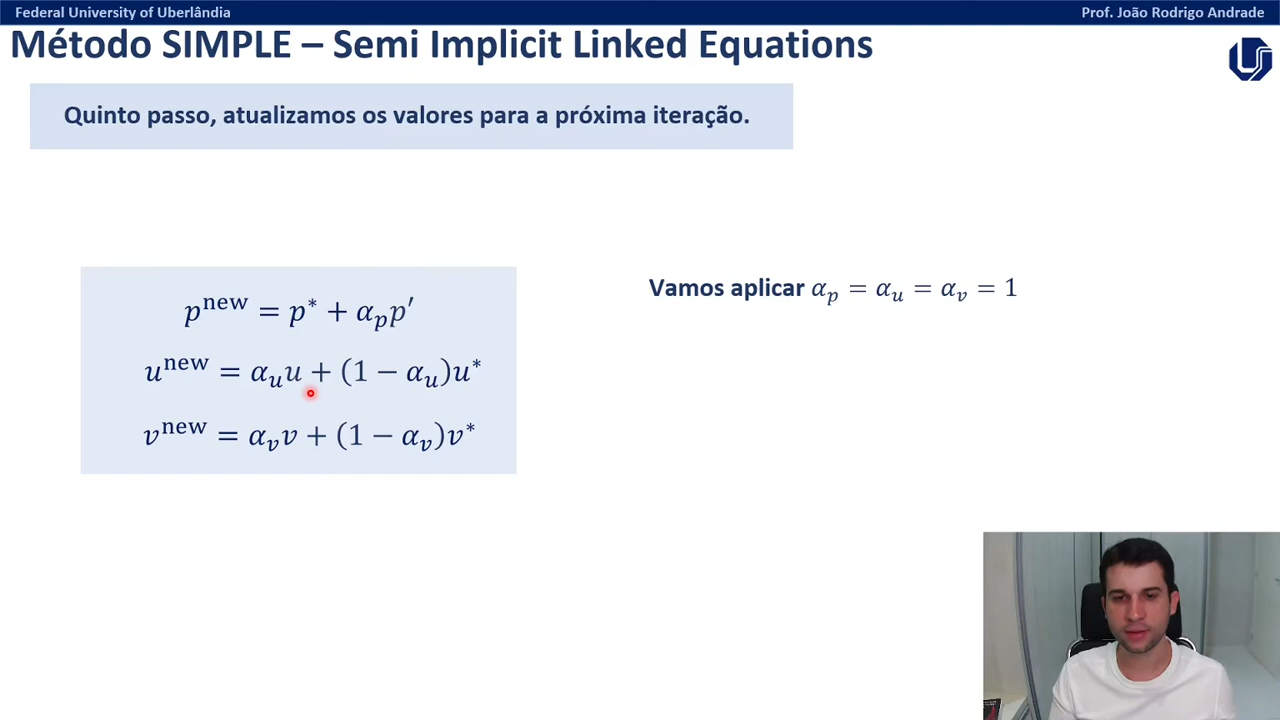 Federal University of Uberlândia
Prof. João Rodrigo Andrade
Método SIMPLE – Semi Implicit Linked Equations
Quinto passo, atualizamos os valores para a próxima iteração.
p^new = p* + α_p p′
u^new = α_u u + (1 − α_u)u*
v^new = α_v v + (1 − α_v)v*
Vamos aplicar α_p = α_u = α_v = 1